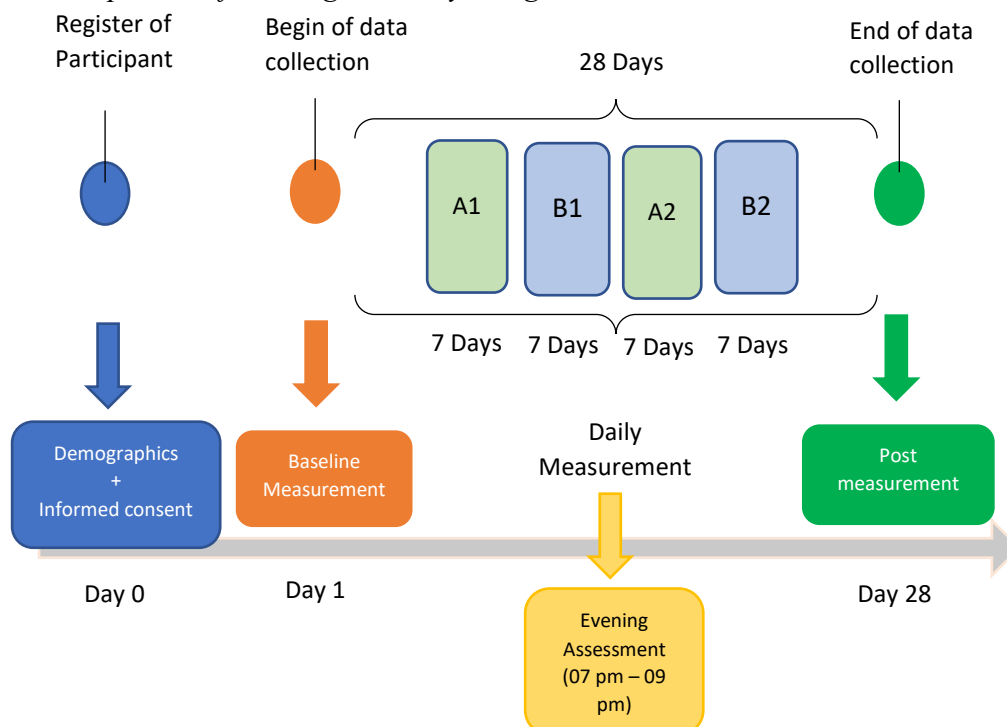 Register of
Participant
Begin of data
collection
28 Days
End of data
collection
A1
B1
A2
B2
7 Days
7 Days
7 Days
7 Days
Demographics
+
Informed consent
Baseline
Measurement
Daily
Measurement
Post
measurement
Day 0
Day 1
Day 28
Evening
Assessment
(07 pm – 09
pm)